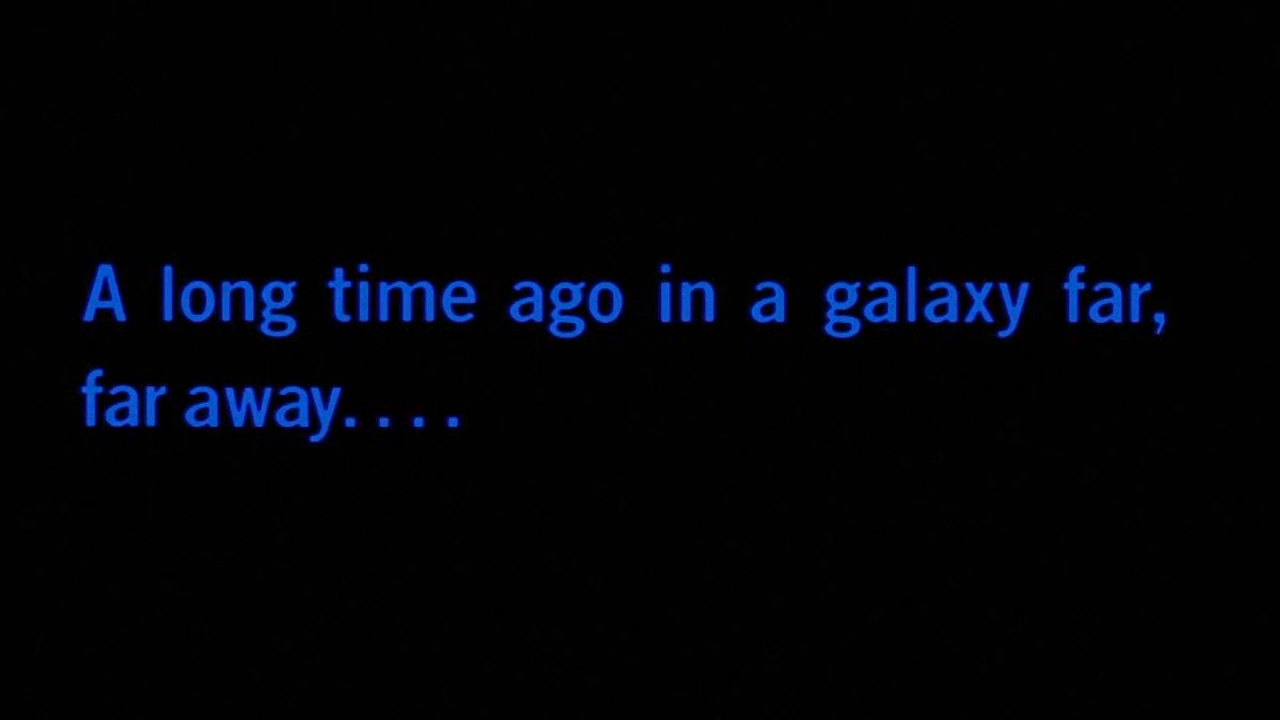 A long time ago in a galaxy far,
far away. . . .